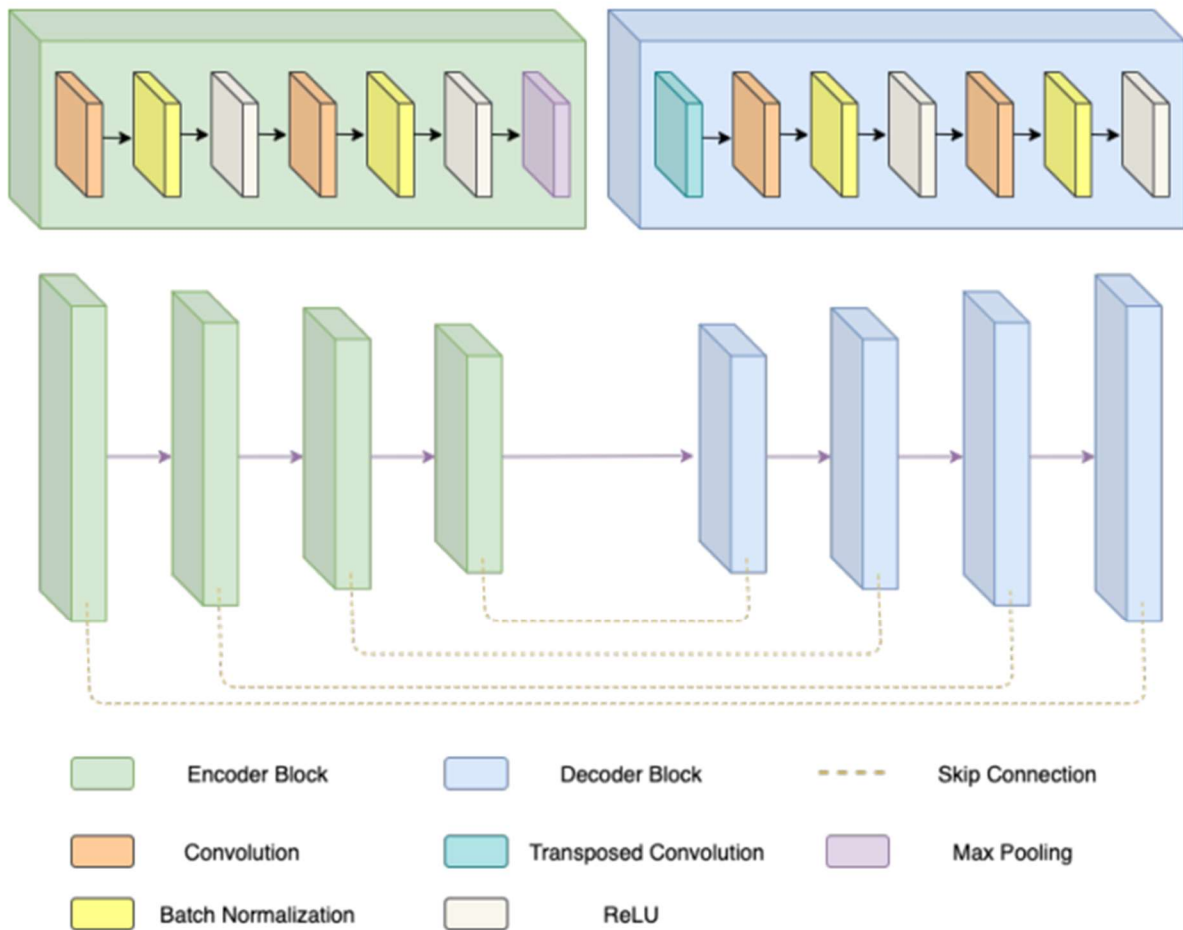 Encoder Block
Decoder Block
Skip Connection
Convolution
Transposed Convolution
Max Pooling
Batch Normalization
ReLU